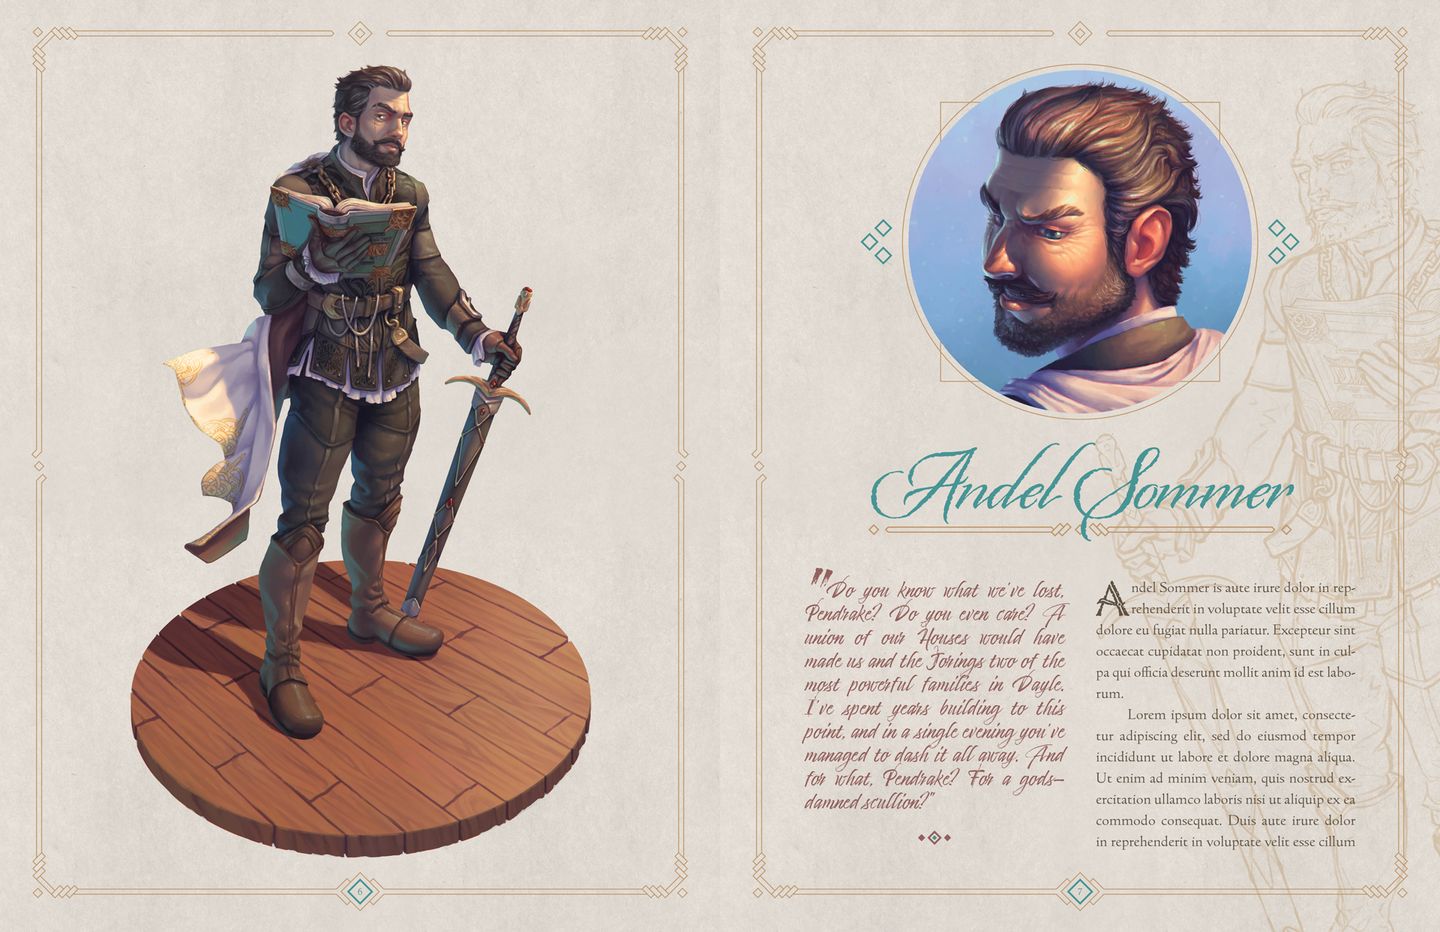 6
Andel Sommer
"Do you know what we've lost,
Pendrake? Do you even care? A
union of our Houses would have
made us and the Jorings two of the
most powerful families in Dayle.
I've spent years building to this
point, and in a single evening you've
managed to dash it all away. And
for what, Pendrake? For a gods-
damned scullion?"
Andel Sommer is aute irure dolor in rep-
rehenderit in voluptate velit esse cillum
dolore eu fugiat nulla pariatur. Excepteur sint
occaecat cupidatat non proident, sunt in cul-
pa qui officia deserunt mollit anim id est labo-
rum.
Lorem ipsum dolor sit amet, consecte-
tur adipiscing elit, sed do eiusmod tempor
incididunt ut labore et dolore magna aliqua.
Ut enim ad minim veniam, quis nostrud ex-
ercitation ullamco laboris nisi ut aliquip ex ea
commodo consequat. Duis aute irure dolor
in reprehenderit in voluptate velit esse cillum
7